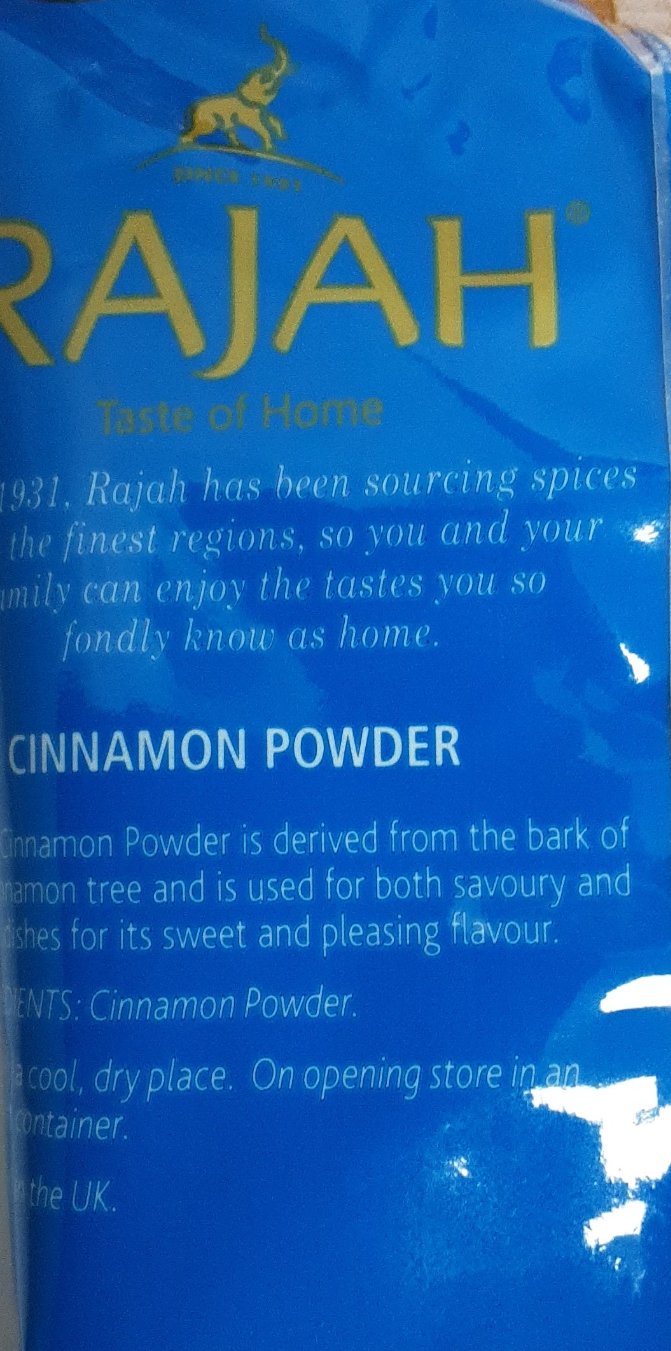 SINCE 1931
RAJAH®
Taste of Home
1931, Rajah has been sourcing spices
the finest regions, so you and your
can enjoy the tastes you so
fondly know as home.
CINNAMON POWDER
Cinnamon Powder is derived from the bark of
tree and is used for both savoury and
for its sweet and pleasing flavour.
Cinnamon Powder.
a cool, dry place. On opening store in an
container.
the UK.